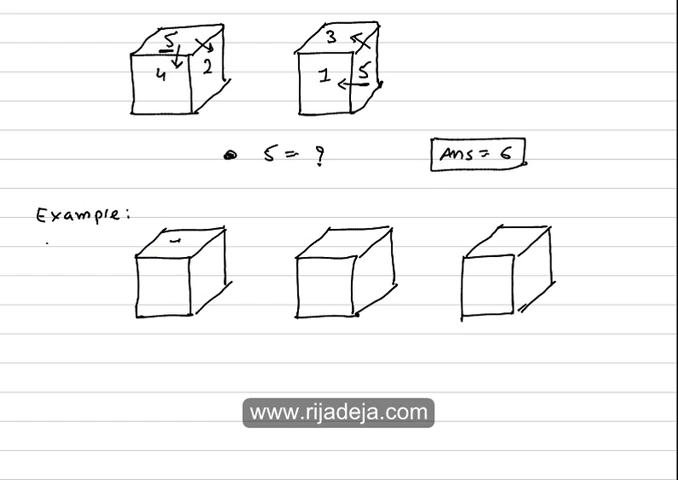 5 3
4 2 1 5
5 = ? Ans = 6
Example:
www.rijadeja.com